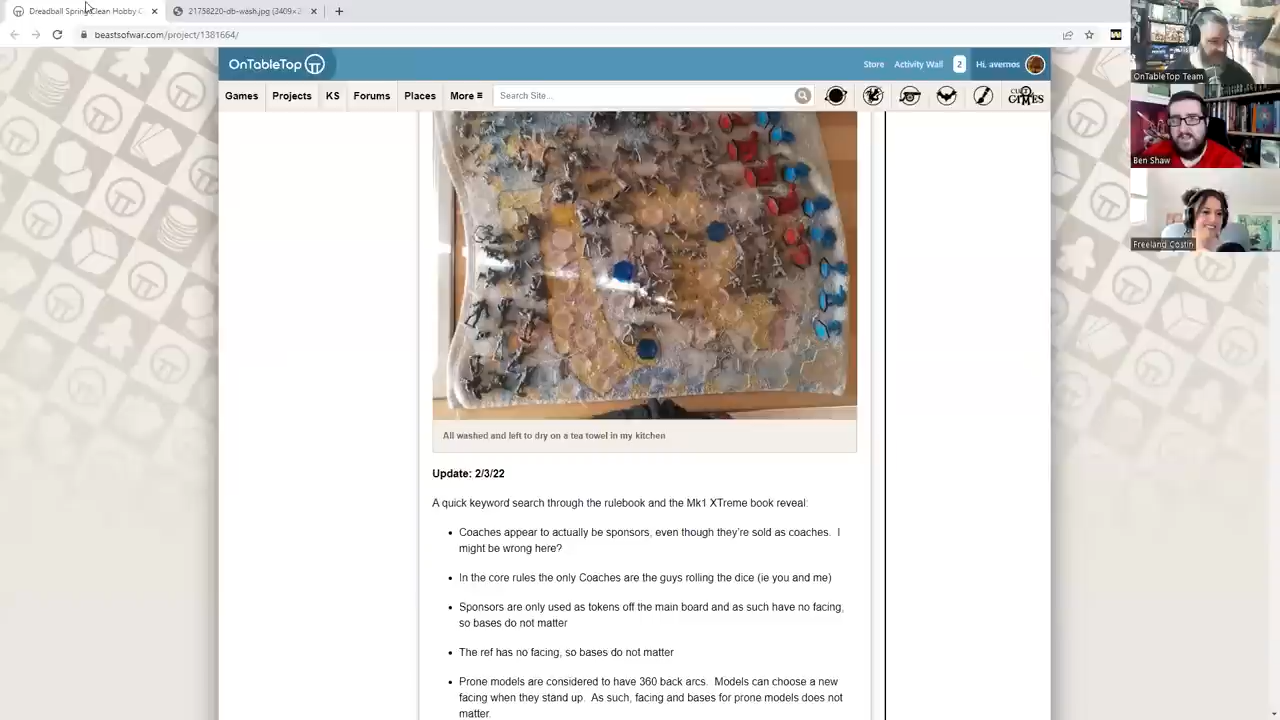 Dreadball Spring Clean Hobby C
21758220-db-wash.jpg (3409×2
beastsofwar.com/project/1381664/
OnTableTop
Store
Activity Wall
2
Hi, avernos
Games
Projects
KS
Forums
Places
More ≡
Search Site...
GAMES
OnTableTop Team
Ben Shaw
Freeland Costin
All washed and left to dry on a tea towel in my kitchen
Update: 2/3/22
A quick keyword search through the rulebook and the Mk1 XTreme book reveal:
Coaches appear to actually be sponsors, even though they're sold as coaches. I
might be wrong here?
In the core rules the only Coaches are the guys rolling the dice (ie you and me)
Sponsors are only used as tokens off the main board and as such have no facing,
so bases do not matter
The ref has no facing, so bases do not matter
Prone models are considered to have 360 back arcs. Models can choose a new
facing when they stand up. As such, facing and bases for prone models does not
matter.